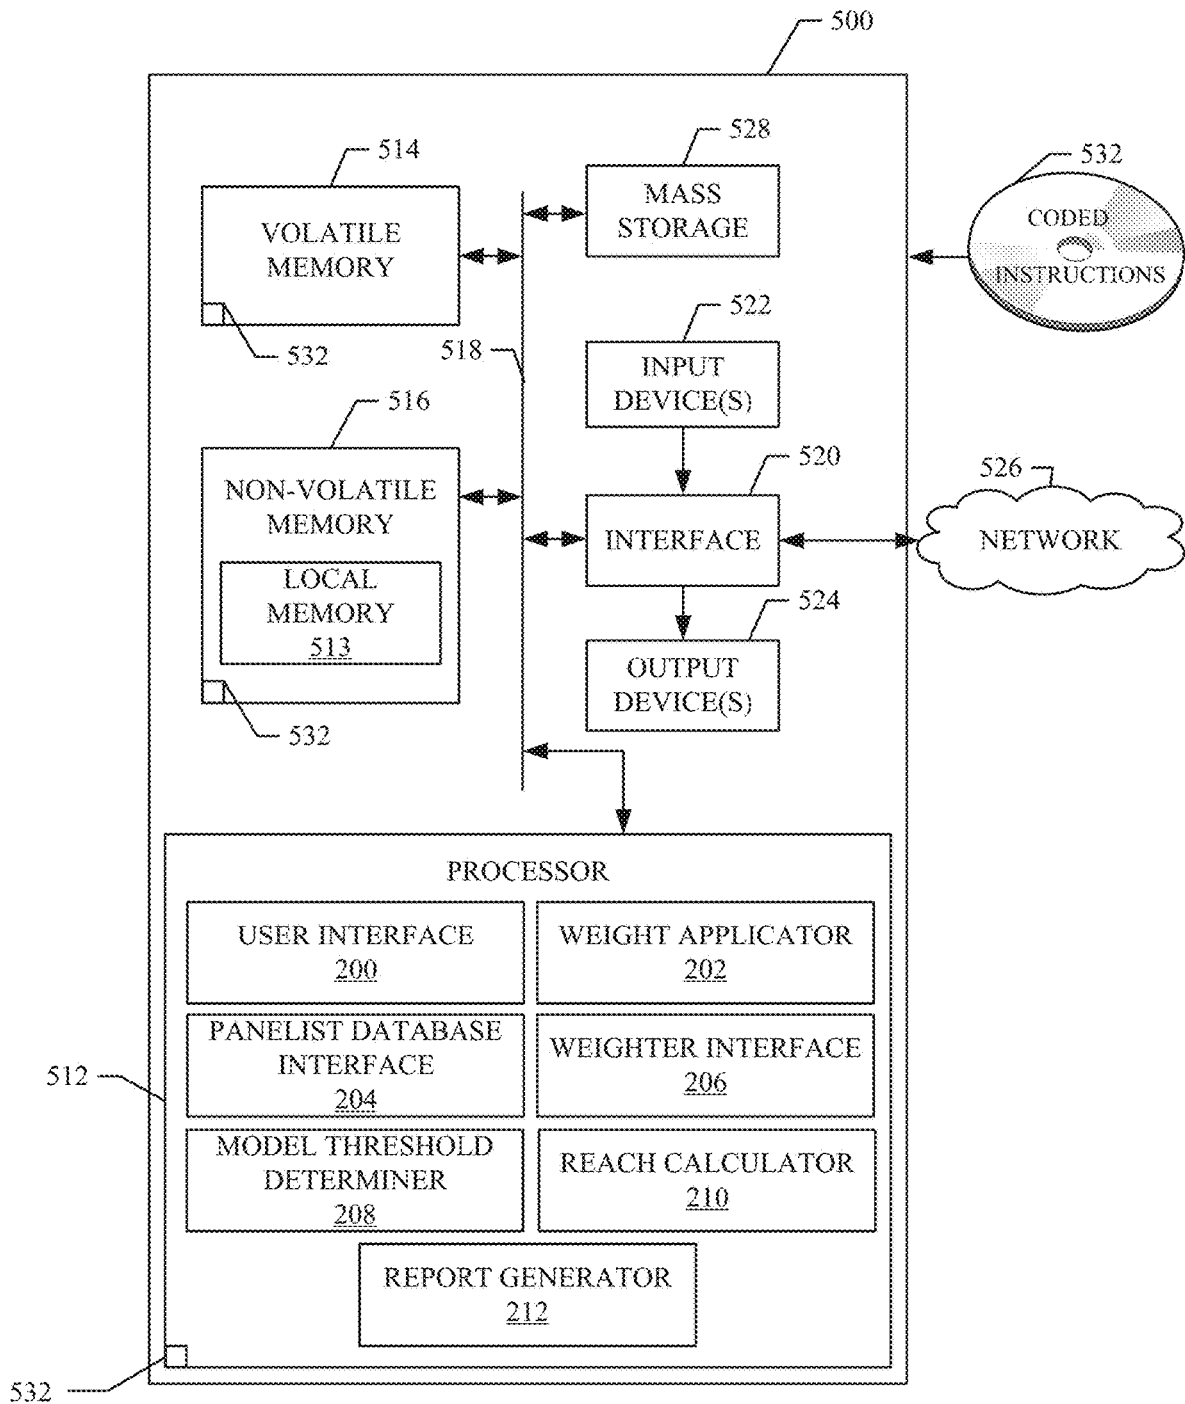 500
514
VOLATILE
MEMORY
532
528
MASS
STORAGE
532
CODED
INSTRUCTIONS
518
522
INPUT
DEVICE(S)
516
NON-VOLATILE
MEMORY
LOCAL
MEMORY
513
532
520
INTERFACE
526
NETWORK
524
OUTPUT
DEVICE(S)
512
PROCESSOR
USER INTERFACE
200
WEIGHT APPLICATOR
202
PANELIST DATABASE
INTERFACE
204
WEIGHTER INTERFACE
206
MODEL THRESHOLD
DETERMINER
208
REACH CALCULATOR
210
REPORT GENERATOR
212
532